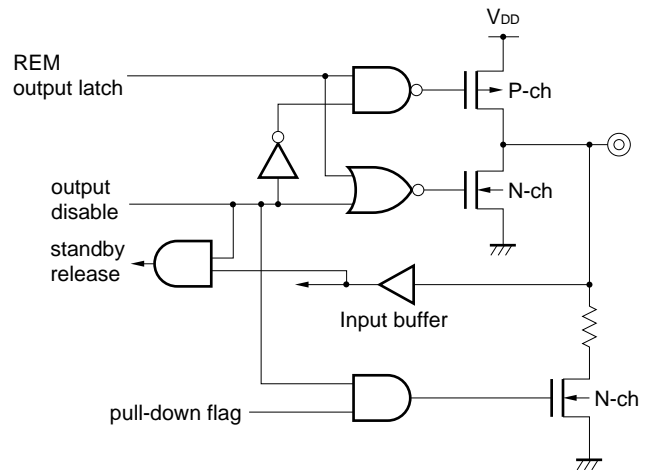 VDD
REM
output latch
P-ch
output
disable
N-ch
standby
release
Input buffer
N-ch
pull-down flag